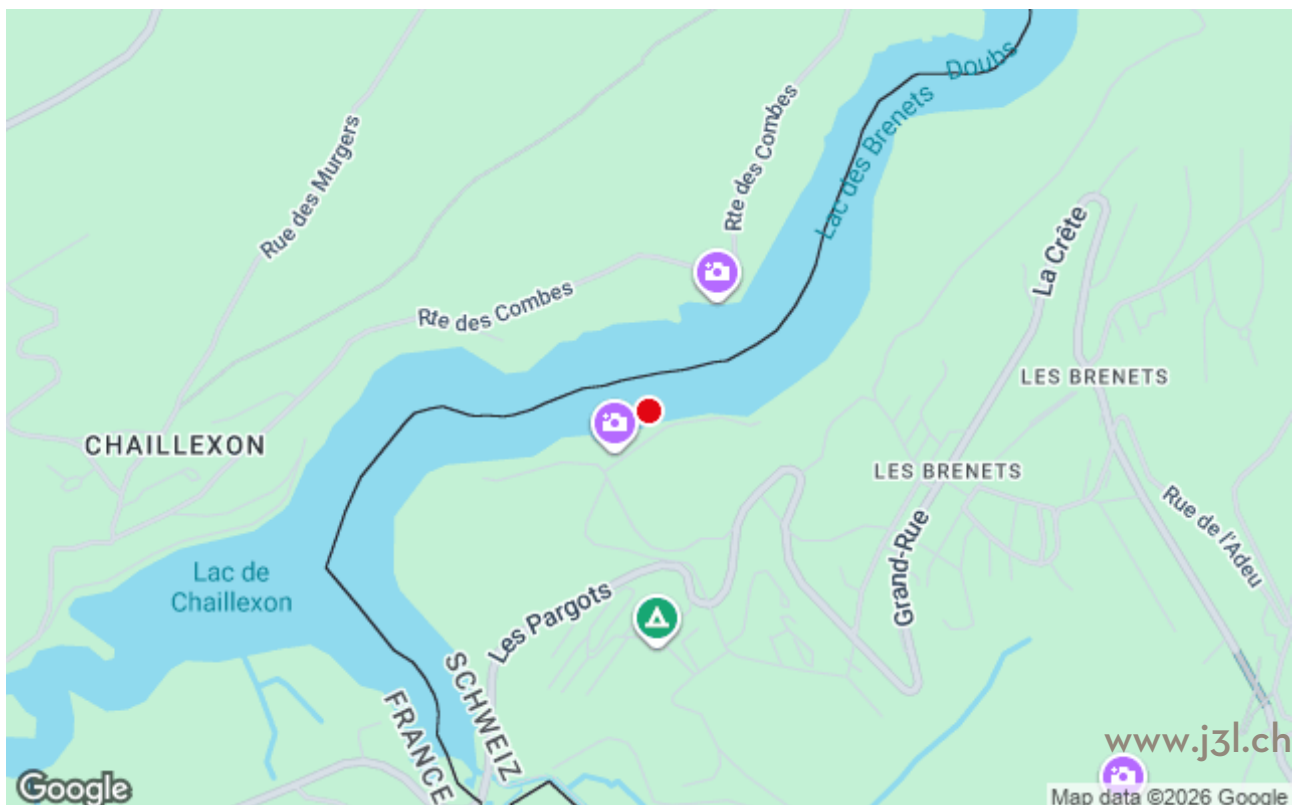 Doubs
Lac des Brenets
Rte des Combes
Rue des Murgers
La Crête
Rte des Combes
LES BRENETS
CHAILLEXON
LES BRENETS
Rue de l'Adeu
Grand-Rue
Lac de
Chaillexon
Les Pargots
SCHWEIZ
FRANCE
www.j3l.ch
Google
Map data ©2026 Google